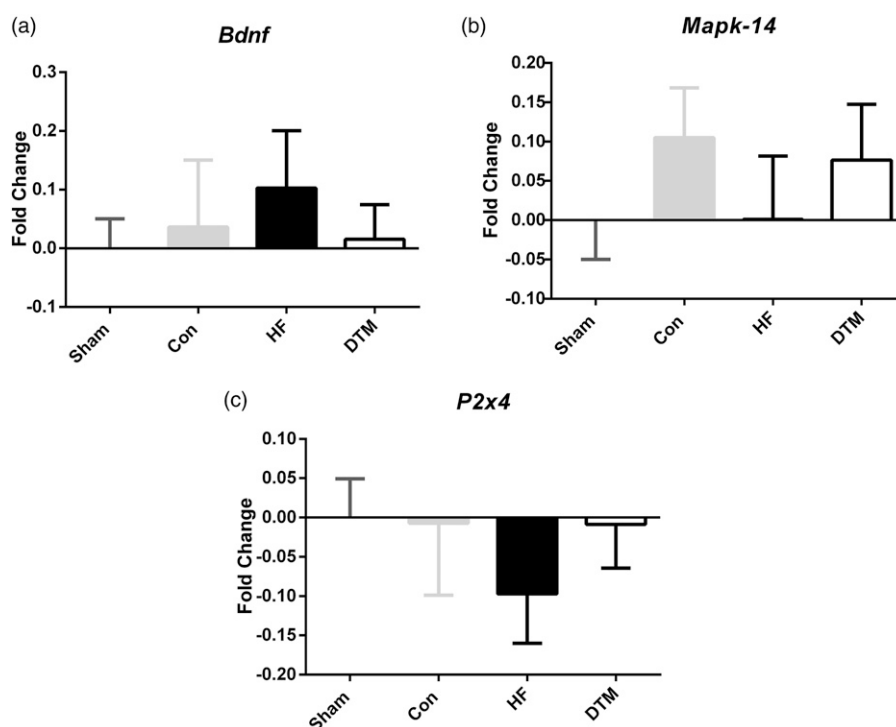 (a)
Bdnf
Fold Change
0.3
0.2
0.1
0.0
-0.1
Sham
Con
HF
DTM
(b)
Mapk-14
Fold Change
0.20
0.15
0.10
0.05
0.00
-0.05
-0.10
Sham
Con
HF
DTM
(c)
P2x4
Fold Change
0.10
0.05
0.00
-0.05
-0.10
-0.15
-0.20
Sham
Con
HF
DTM